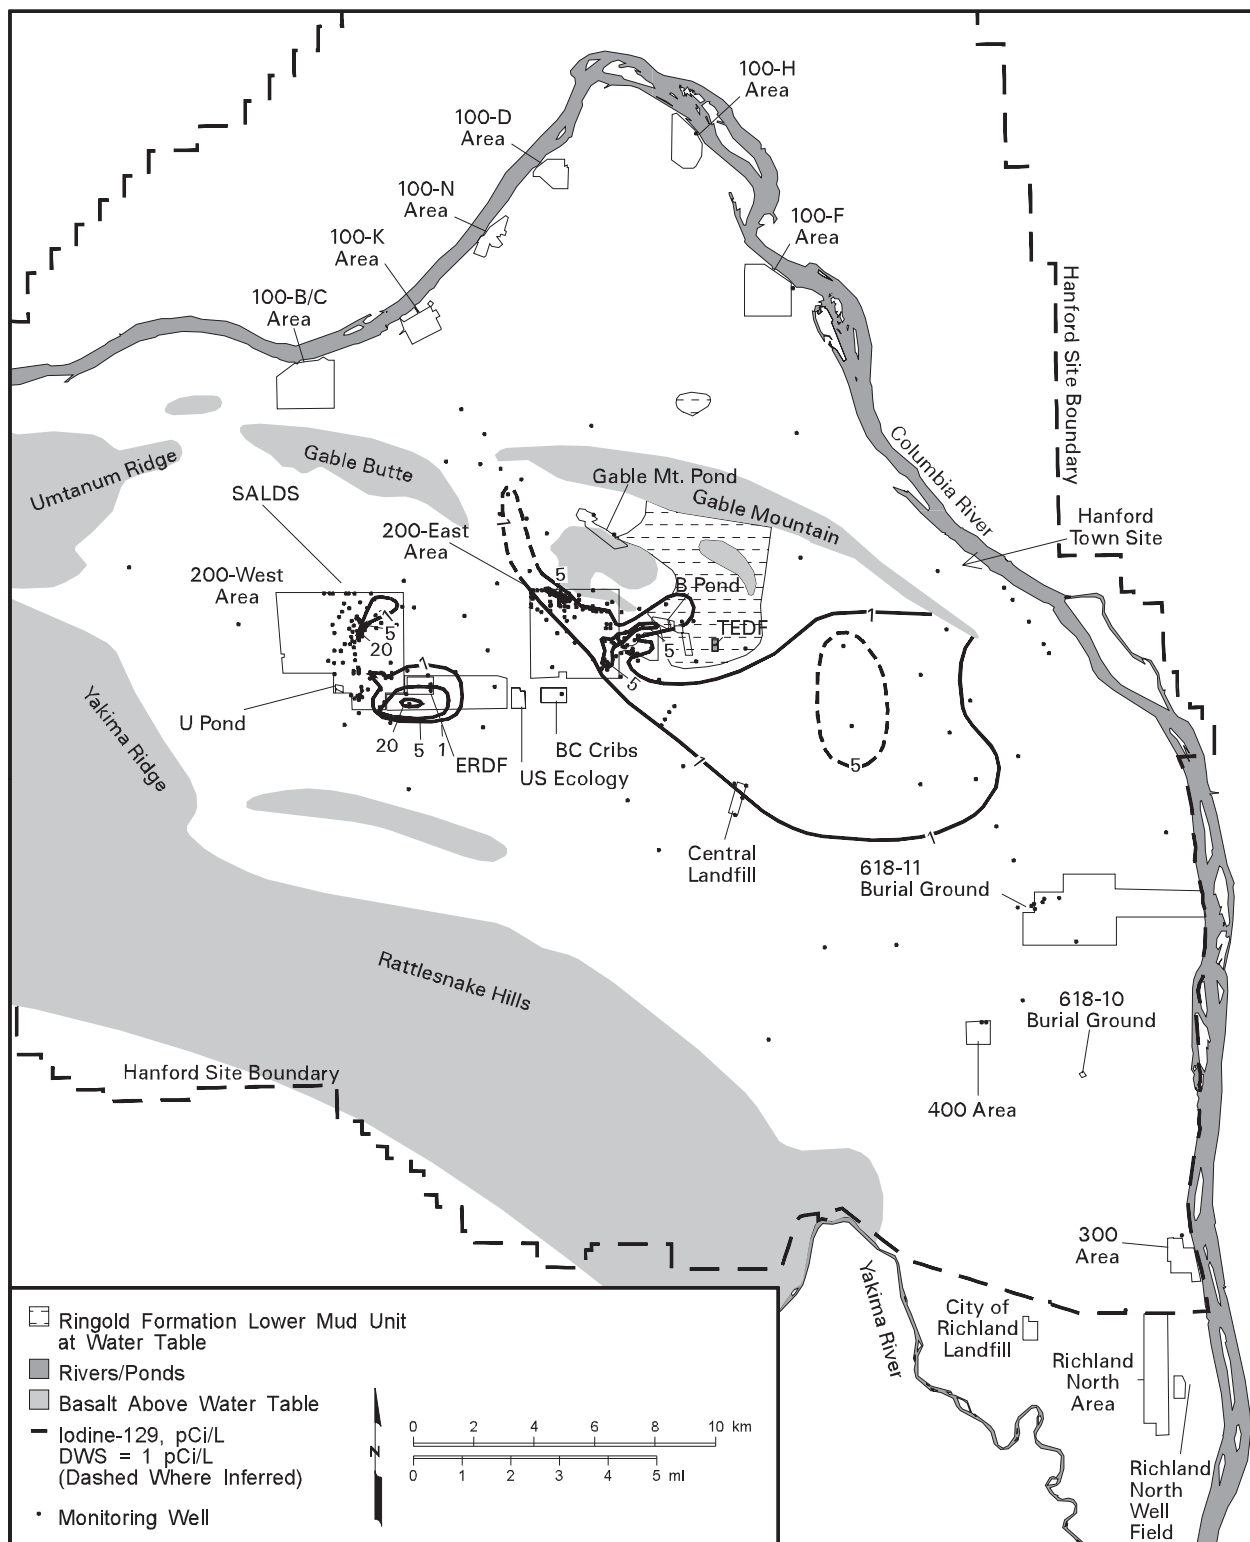 100-H
Area
100-D
Area
100-N
Area
100-K
Area
100-F
Area
100-B/C
Area
Hanford Site Boundary
Columbia River
Umtanum Ridge
Gable Butte
Gable Mt. Pond
Gable Mountain
SALDS
200-East
Area
Hanford
Town Site
1
5
200-West
Area
B Pond
1
5
20
TEDF
1
5
5
1
U Pond
20
5
1
ERDF
US Ecology
BC Cribs
1
5
1
Yakima Ridge
Central
Landfill
618-11
Burial Ground
Rattlesnake Hills
618-10
Burial Ground
Hanford Site Boundary
400 Area
300
Area
Yakima River
City of
Richland
Landfill
Richland
North
Area
Richland
North
Well
Field
Ringold Formation Lower Mud Unit
at Water Table
Rivers/Ponds
Basalt Above Water Table
Iodine-129, pCi/L
DWS = 1 pCi/L
(Dashed Where Inferred)
Monitoring Well
N
0 2 4 6 8 10 km
0 1 2 3 4 5 mi